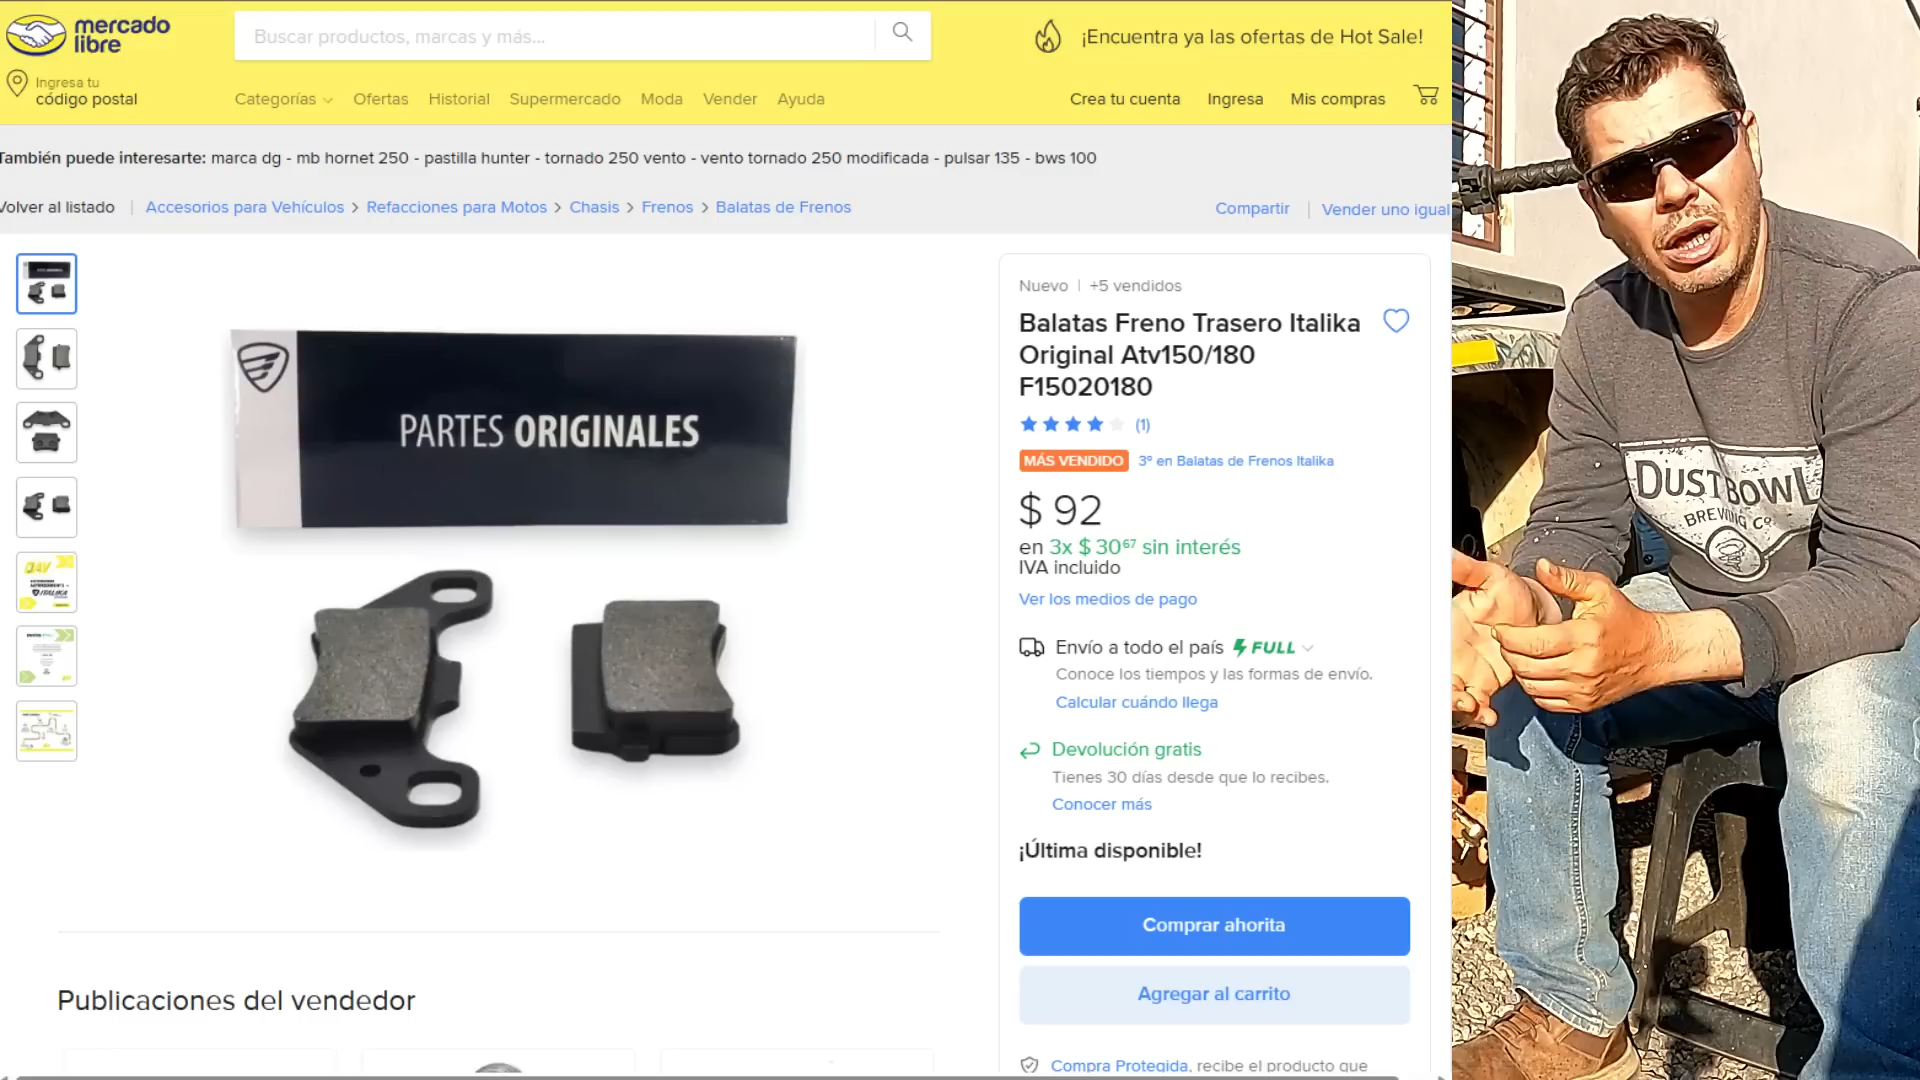 mercado
libre
Buscar productos, marcas y más...
¡Encuentra ya las ofertas de Hot Sale!
Ingresa tu
código postal
Categorías
Ofertas
Historial
Supermercado
Moda
Vender
Ayuda
Crea tu cuenta
Ingresa
Mis compras
También puede interesarte: marca dg - mb hornet 250 - pastilla hunter - tornado 250 vento - vento tornado 250 modificada - pulsar 135 - bws 100
Volver al listado | Accesorios para Vehículos > Refacciones para Motos > Chasis > Frenos > Balatas de Frenos
Compartir | Vender uno igual
PARTES ORIGINALES
Nuevo | +5 vendidos
Balatas Freno Trasero Italika
Original Atv150/180
F15020180
(1)
MÁS VENDIDO 3º en Balatas de Frenos Italika
$ 92
en 3x $ 30⁶⁷ sin interés
IVA incluido
Ver los medios de pago
Envío a todo el país FULL
Conoce los tiempos y las formas de envío.
Calcular cuándo llega
Devolución gratis
Tienes 30 días desde que lo recibes.
Conocer más
¡Última disponible!
Comprar ahorita
Agregar al carrito
Compra Protegida, recibe el producto que
Publicaciones del vendedor
DUST BOWL
BREWING Cº